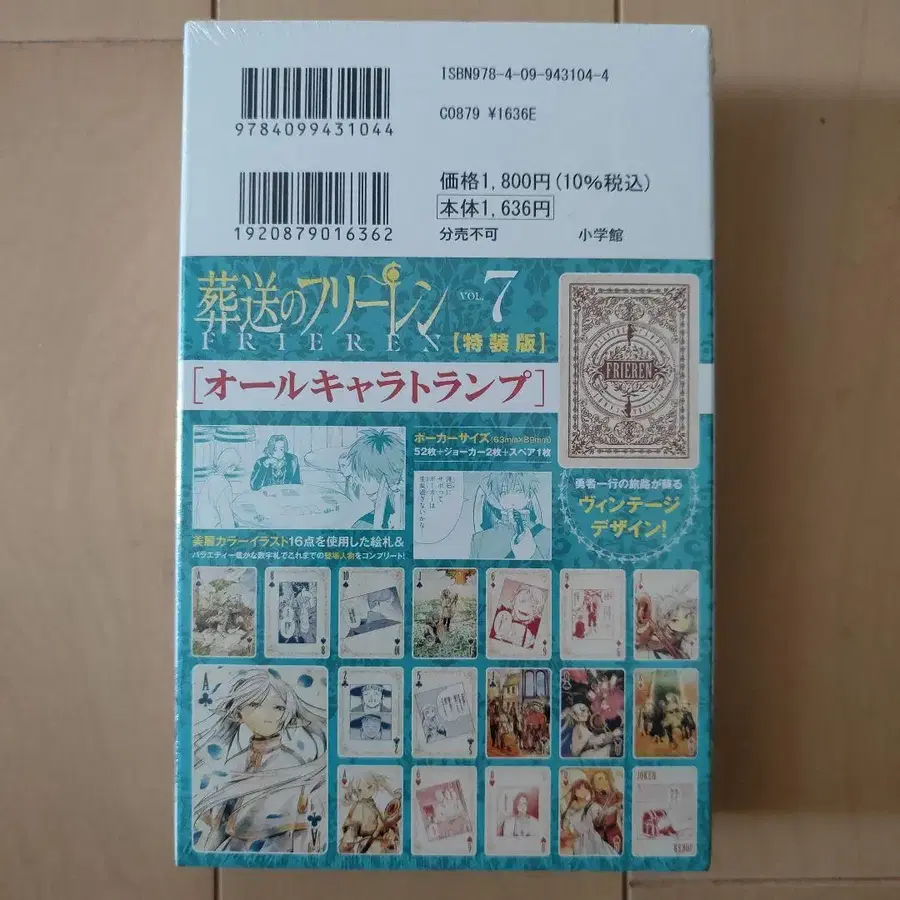 ISBN978-4-09-943104-4
9784099431044
C0879 ¥1636E
価格1,800円(10%税込)
本体1,636円
1920879016362
分売不可
小学館
葬送のフリーレン VOL.7
FRIEREN【特装版】
[オールキャラトランプ]
FRIEREN
ポーカーサイズ(63mm×89mm)
52枚+ジョーカー2枚+スペア1枚
勇者一行の旅路が蘇る
ヴィンテージ
デザイン!
美麗カラーイラスト16点を使用した絵札&
バラエティー豊かな数字札でこれまでの登場人物をコンプリート!
A
A
JOKER